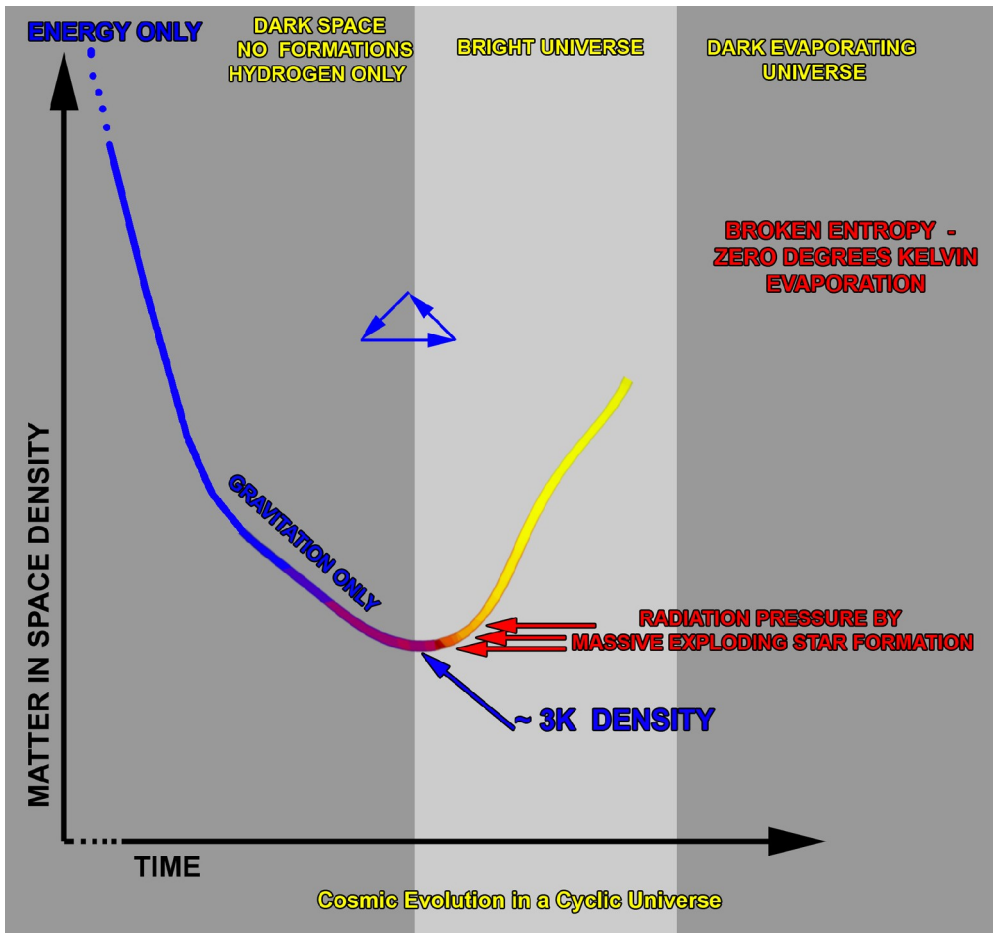 ENERGY ONLY
DARK SPACE
NO FORMATIONS
HYDROGEN ONLY
BRIGHT UNIVERSE
DARK EVAPORATING
UNIVERSE
BROKEN ENTROPY -
ZERO DEGREES KELVIN
EVAPORATION
MATTER IN SPACE DENSITY
GRAVITATION ONLY
RADIATION PRESSURE BY
MASSIVE EXPLODING STAR FORMATION
~ 3K DENSITY
TIME
Cosmic Evolution in a Cyclic Universe